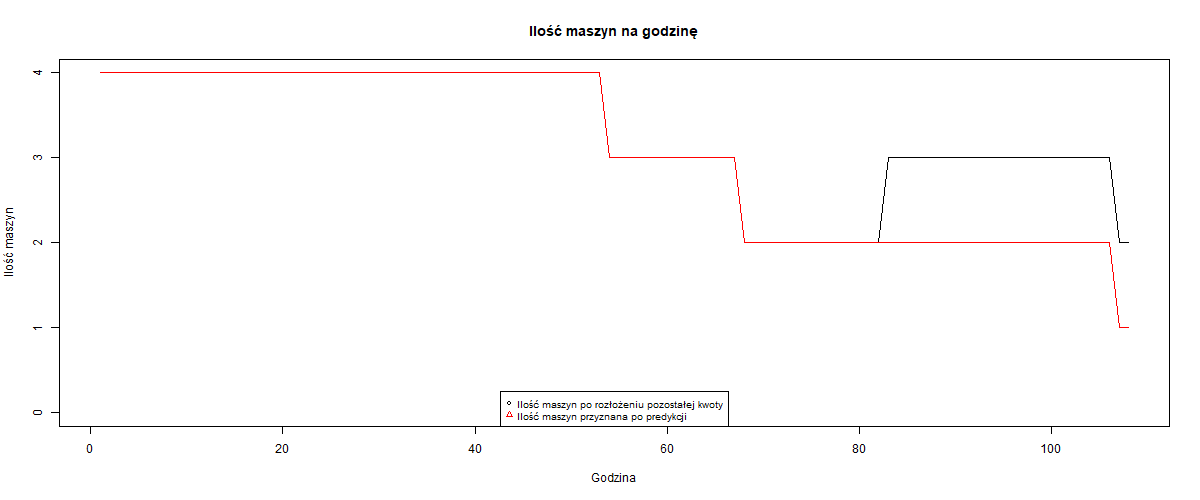 Ilość maszyn na godzinę
Ilość maszyn
4
3
2
1
0
Ilość maszyn po rozłożeniu pozostałej kwoty
Ilość maszyn przyznana po predykcji
0 20 40 60 80 100
Godzina